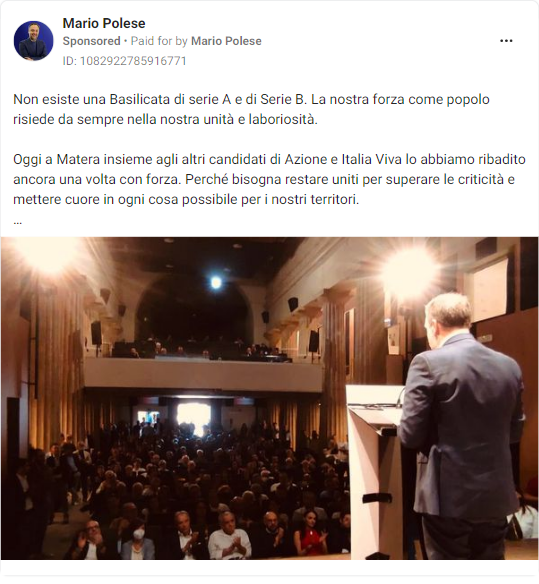 Mario Polese
Sponsored • Paid for by Mario Polese
ID: 1082922785916771
Non esiste una Basilicata di serie A e di Serie B. La nostra forza come popolo
risiede da sempre nella nostra unità e laboriosità.
Oggi a Matera insieme agli altri candidati di Azione e Italia Viva lo abbiamo ribadito
ancora una volta con forza. Perché bisogna restare uniti per superare le criticità e
mettere cuore in ogni cosa possibile per i nostri territori.
...